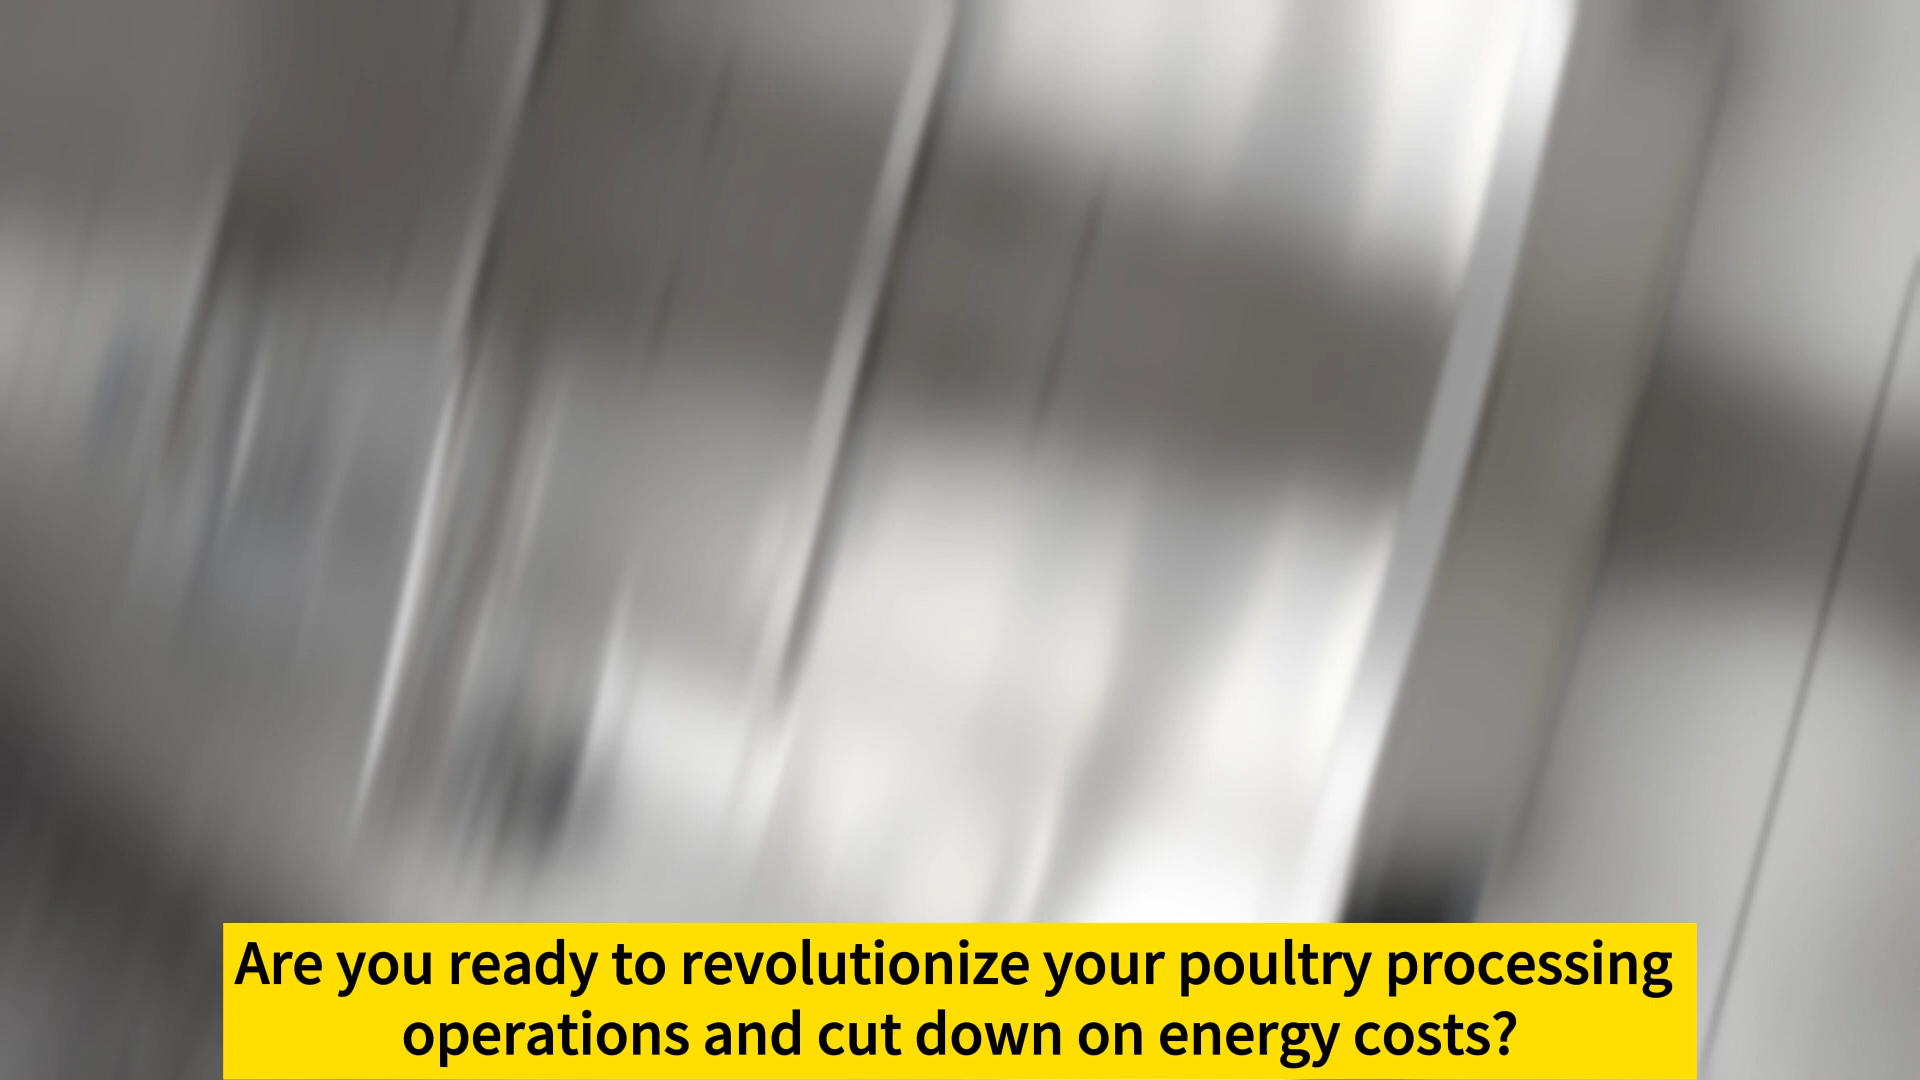 Are you ready to revolutionize your poultry processing
operations and cut down on energy costs?